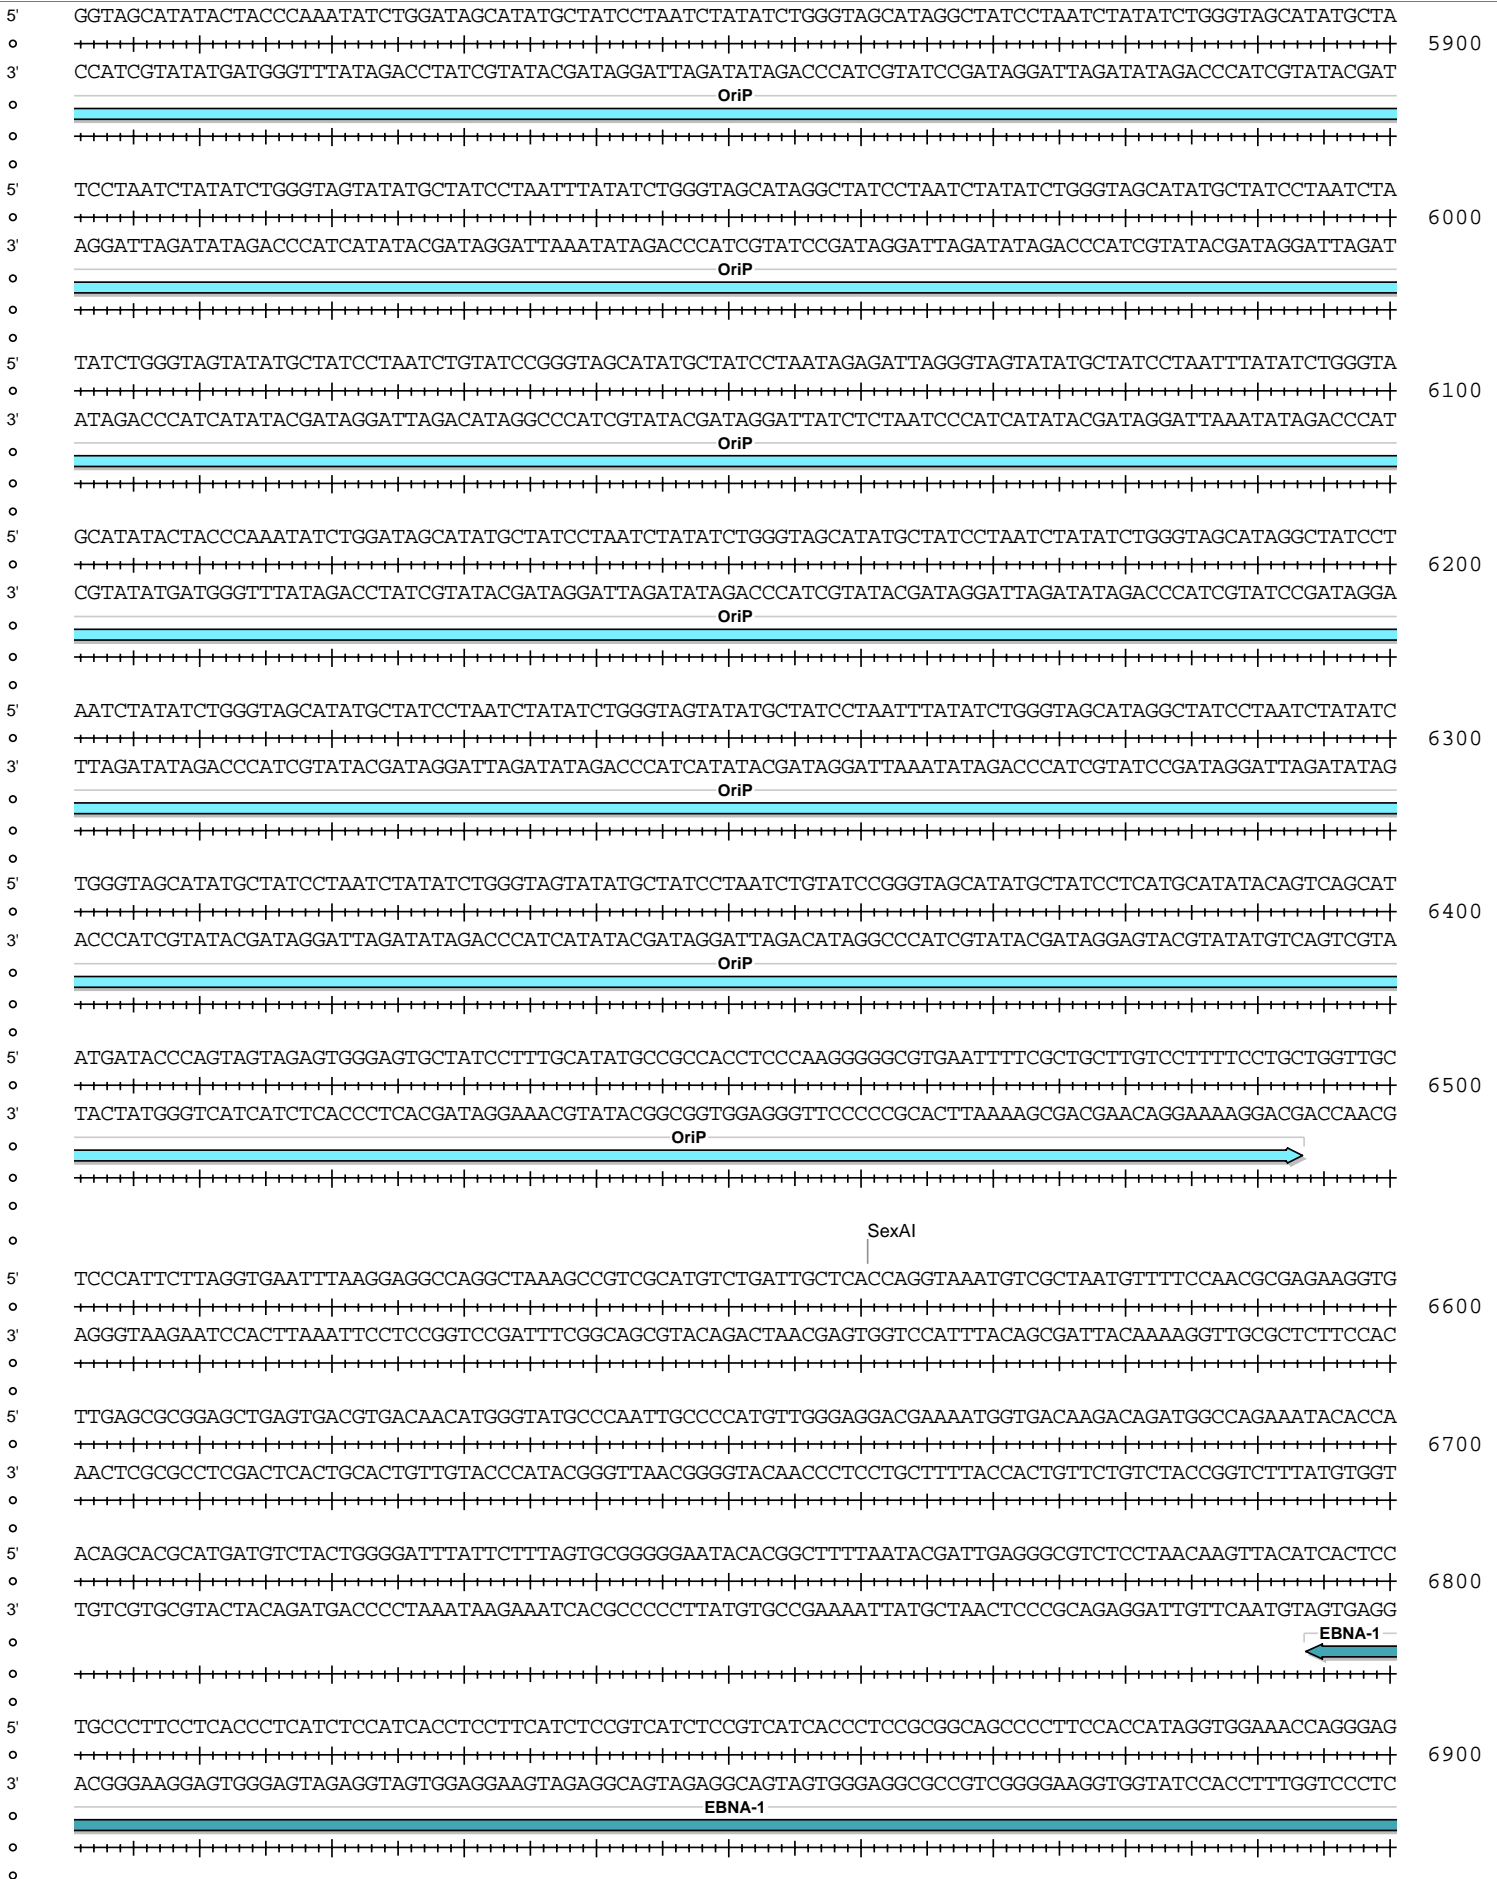 5' GGTAGCATATACTACCCAAATATCTGGATAGCATATGCTATCCTAATCTATATCTGGGTAGCATAGGCTATCCTAATCTATATCTGGGTAGCATATGCTA
5900
3' CCATCGTATATGATGGGTTTATAGACCTATCGTATACGATAGGATTAGATATAGACCCATCGTATCCGATAGGATTAGATATAGACCCATCGTATACGAT
OriP
5' TCCTAATCTATATCTGGGTAGTATATGCTATCCTAATTTATATCTGGGTAGCATAGGCTATCCTAATCTATATCTGGGTAGCATATGCTATCCTAATCTA
6000
3' AGGATTAGATATAGACCCATCATATACGATAGGATTAAATATAGACCCATCGTATCCGATAGGATTAGATATAGACCCATCGTATACGATAGGATTAGAT
OriP
5' TATCTGGGTAGTATATGCTATCCTAATCTGTATCCGGGTAGCATATGCTATCCTAATAGAGATTAGGGTAGTATATGCTATCCTAATTTATATCTGGGTA
6100
3' ATAGACCCATCATATACGATAGGATTAGACATAGGCCCATCGTATACGATAGGATTATCTCTAATCCCATCATATACGATAGGATTAAATATAGACCCAT
OriP
5' GCATATACTACCCAAATATCTGGATAGCATATGCTATCCTAATCTATATCTGGGTAGCATATGCTATCCTAATCTATATCTGGGTAGCATAGGCTATCCT
6200
3' CGTATATGATGGGTTTATAGACCTATCGTATACGATAGGATTAGATATAGACCCATCGTATACGATAGGATTAGATATAGACCCATCGTATCCGATAGGA
OriP
5' AATCTATATCTGGGTAGCATATGCTATCCTAATCTATATCTGGGTAGTATATGCTATCCTAATTTATATCTGGGTAGCATAGGCTATCCTAATCTATATC
6300
3' TTAGATATAGACCCATCGTATACGATAGGATTAGATATAGACCCATCATATACGATAGGATTAAATATAGACCCATCGTATCCGATAGGATTAGATATAG
OriP
5' TGGGTAGCATATGCTATCCTAATCTATATCTGGGTAGTATATGCTATCCTAATCTGTATCCGGGTAGCATATGCTATCCTCATGCATATACAGTCAGCAT
6400
3' ACCCATCGTATACGATAGGATTAGATATAGACCCATCATATACGATAGGATTAGACATAGGCCCATCGTATACGATAGGAGTACGTATATGTCAGTCGTA
OriP
5' ATGATACCCAGTAGTAGAGTGGGAGTGCTATCCTTTGCATATGCCGCCACCTCCCAAGGGGGCGTGAATTTTCGCTGCTTGTCCTTTTCCTGCTGGTTGC
6500
3' TACTATGGGTCATCATCTCACCCTCACGATAGGAAACGTATACGGCGGTGGAGGGTTCCCCCGCACTTAAAAGCGACGAACAGGAAAAGGACGACCAACG
OriP
SexAI
5' TCCCATTCTTAGGTGAATTTAAGGAGGCCAGGCTAAAGCCGTCGCATGTCTGATTGCTCACCAGGTAAATGTCGCTAATGTTTTCCAACGCGAGAAGGTG
6600
3' AGGGTAAGAATCCACTTAAATTCCTCCGGTCCGATTTCGGCAGCGTACAGACTAACGAGTGGTCCATTTACAGCGATTACAAAAGGTTGCGCTCTTCCAC
5' TTGAGCGCGGAGCTGAGTGACGTGACAACATGGGTATGCCCAATTGCCCCATGTTGGGAGGACGAAAATGGTGACAAGACAGATGGCCAGAAATACACCA
6700
3' AACTCGCGCCTCGACTCACTGCACTGTTGTACCCATACGGGTTAACGGGGTACAACCCTCCTGCTTTTACCACTGTTCTGTCTACCGGTCTTTATGTGGT
5' ACAGCACGCATGATGTCTACTGGGGATTTATTCTTTAGTGCGGGGGAATACACGGCTTTTAATACGATTGAGGGCGTCTCCTAACAAGTTACATCACTCC
6800
3' TGTCGTGCGTACTACAGATGACCCCTAAATAAGAAATCACGCCCCCTTATGTGCCGAAAATTATGCTAACTCCCGCAGAGGATTGTTCAATGTAGTGAGG
EBNA-1
5' TGCCCTTCCTCACCCTCATCTCCATCACCTCCTTCATCTCCGTCATCTCCGTCATCACCCTCCGCGGCAGCCCCTTCCACCATAGGTGGAAACCAGGGAG
6900
3' ACGGGAAGGAGTGGGAGTAGAGGTAGTGGAGGAAGTAGAGGCAGTAGAGGCAGTAGTGGGAGGCGCCGTCGGGGAAGGTGGTATCCACCTTTGGTCCCTC
EBNA-1